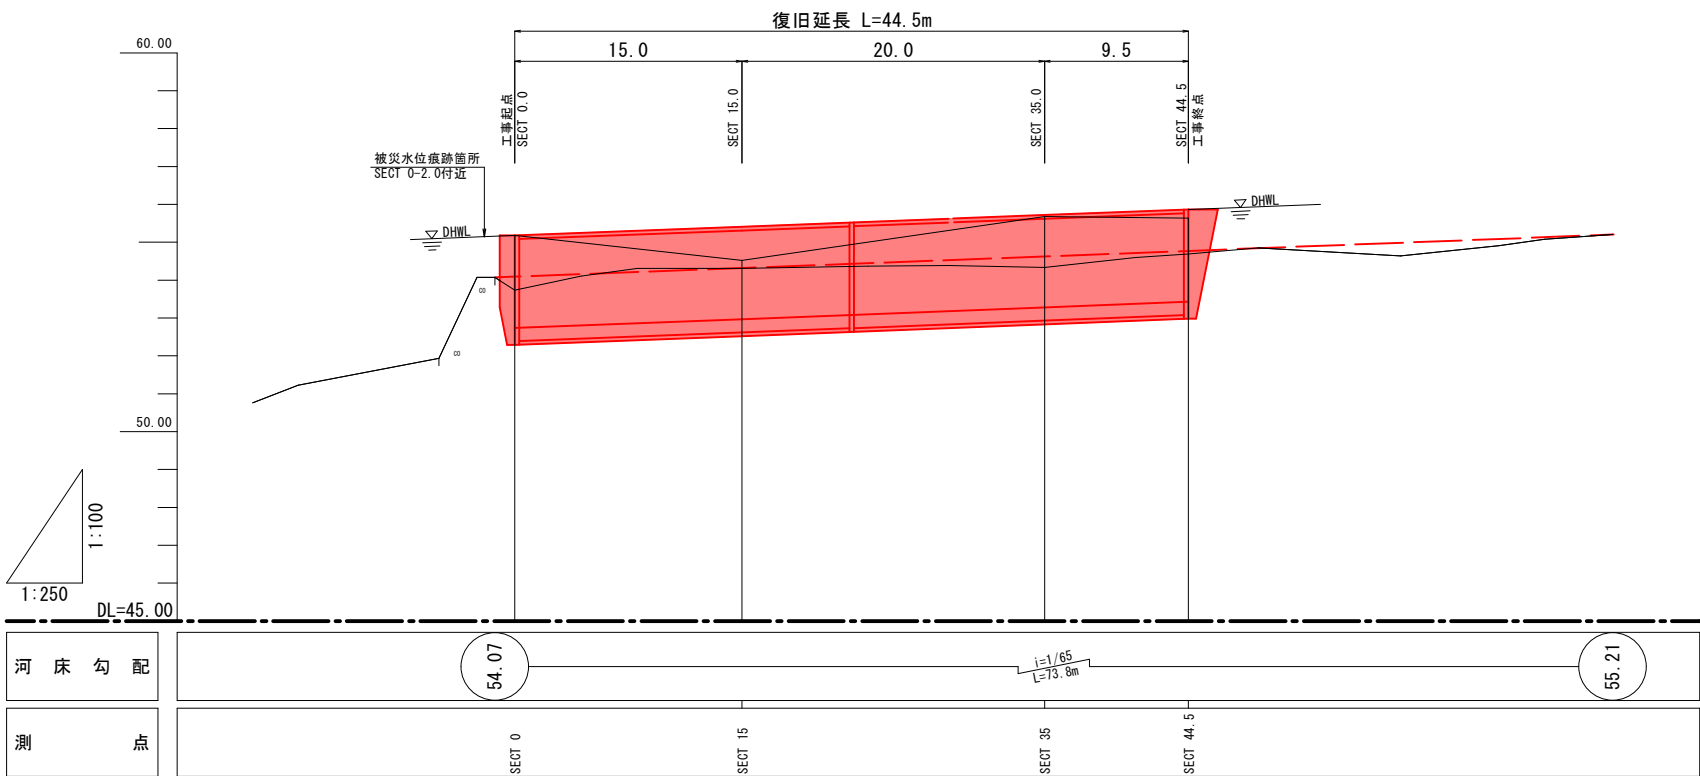 復旧延長 L=44.5m
60.00
15.0
20.0
9.5
工事起点
SECT 0.0
SECT 15.0
SECT 35.0
SECT 44.5
工事終点
被災水位痕跡箇所
SECT 0-2.0付近
DHWL
DHWL
CO
CO
50.00
1:100
1:250
DL=45.00
河床勾配
54.07
i=1/65
L=73.8m
55.21
測点
SECT 0
SECT 15
SECT 35
SECT 44.5